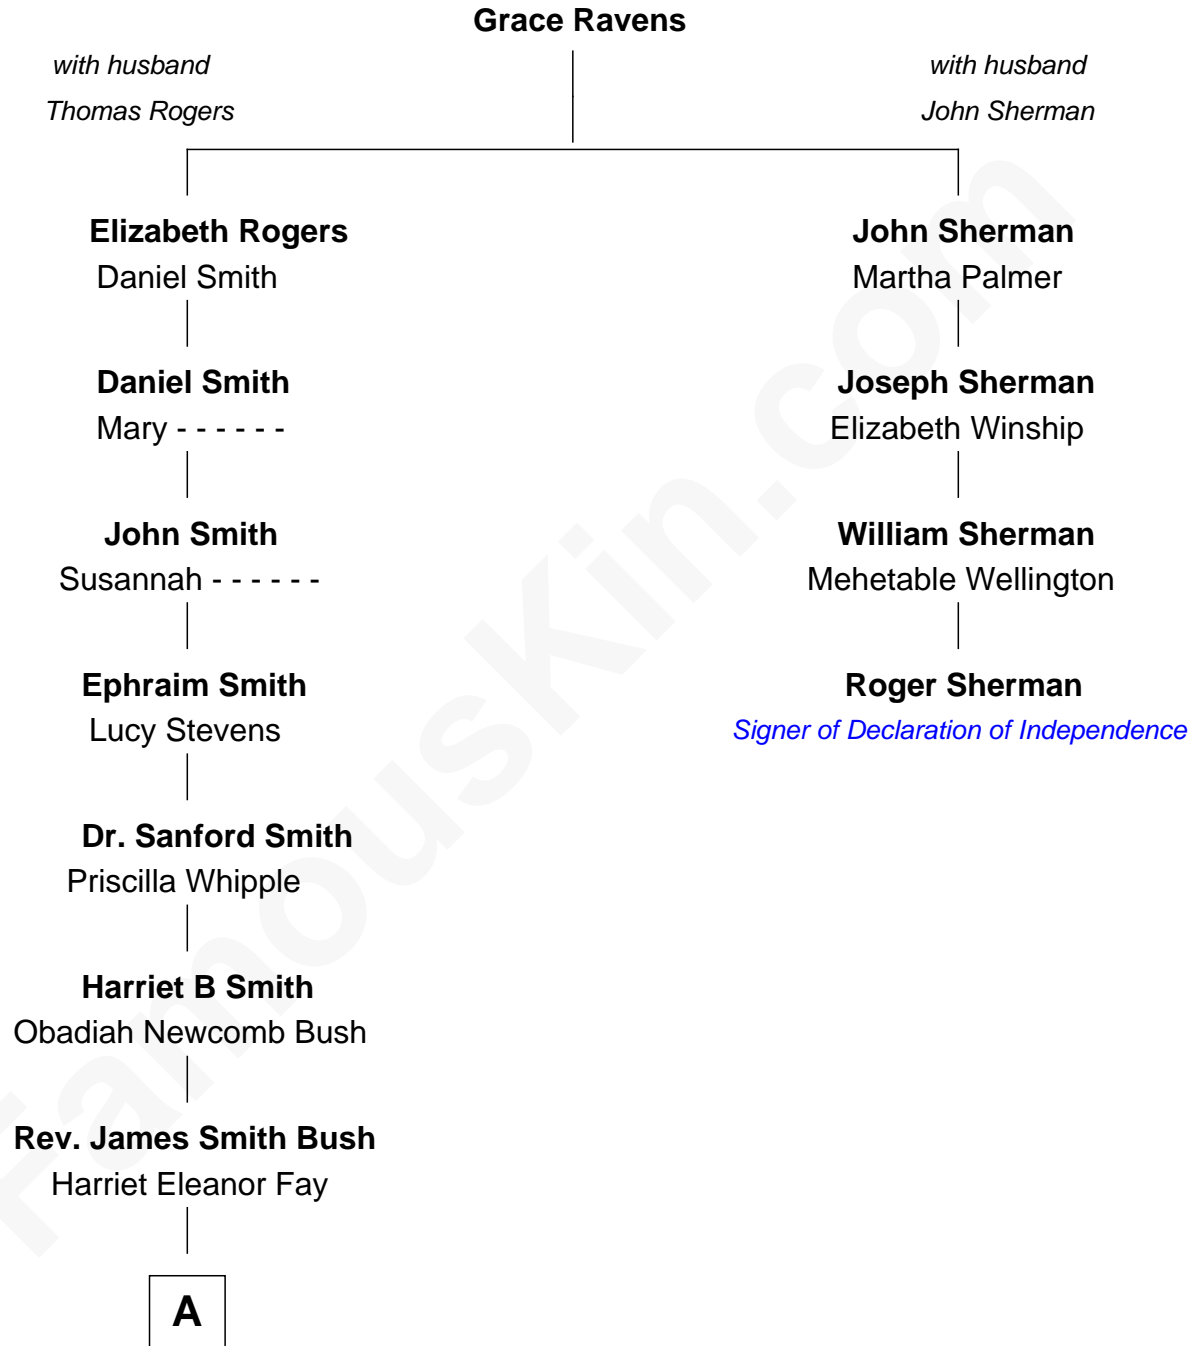 Grace Ravens
with husband
Thomas Rogers
with husband
John Sherman
Elizabeth Rogers
Daniel Smith
John Sherman
Martha Palmer
Daniel Smith
Mary - - - - - -
Joseph Sherman
Elizabeth Winship
John Smith
Susannah - - - - - -
William Sherman
Mehetable Wellington
Ephraim Smith
Lucy Stevens
Roger Sherman
Signer of Declaration of Independence
Dr. Sanford Smith
Priscilla Whipple
Harriet B Smith
Obadiah Newcomb Bush
Rev. James Smith Bush
Harriet Eleanor Fay
A
FamousKin.com